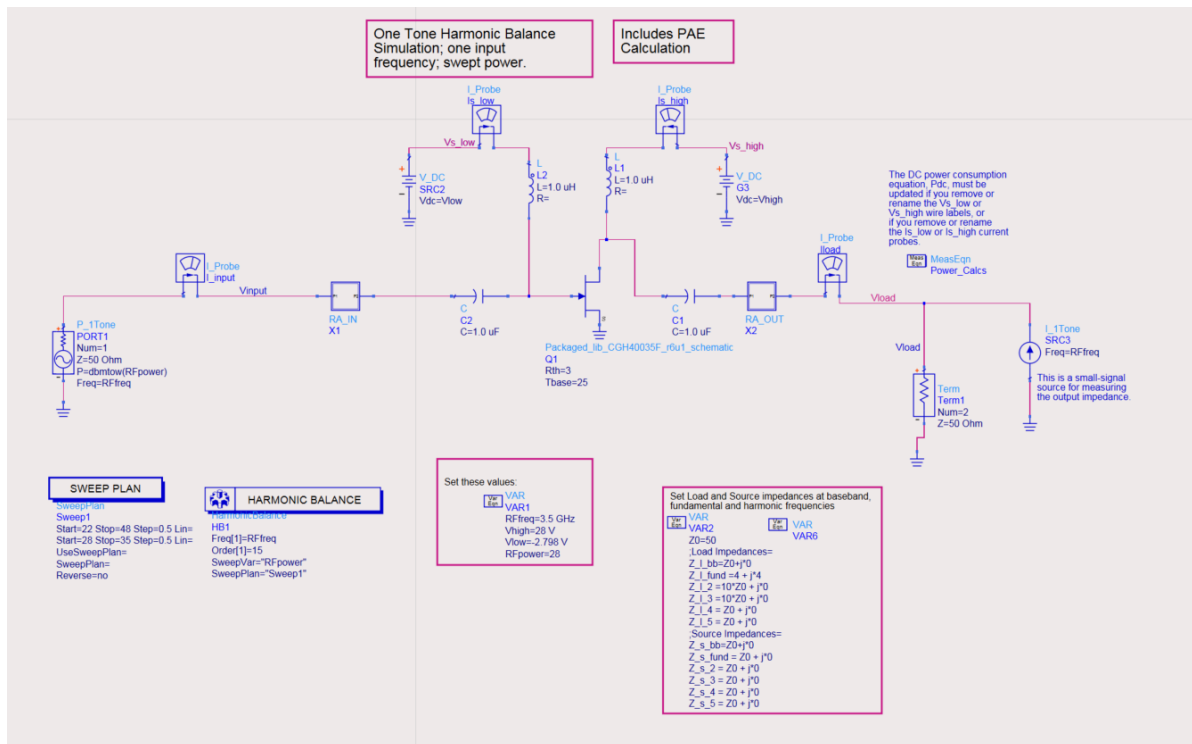 One Tone Harmonic Balance
Simulation; one input
frequency; swept power.
Includes PAE
Calculation
I_Probe
Is_low
I_Probe
Is_high
Vs_low
Vs_high
V_DC
SRC2
Vdc=Vlow
L
L2
L=1.0 uH
R=
L
L1
L=1.0 uH
R=
V_DC
G3
Vdc=Vhigh
The DC power consumption
equation, Pdc, must be
updated if you remove or
rename the Vs_low or
Vs_high wire labels, or
if you remove or rename
the Is_low or Is_high current
probes.
Meas
Eqn
MeasEqn
Power_Calcs
I_Probe
I_input
Vinput
RA_IN
X1
C
C2
C=1.0 uF
C
C1
C=1.0 uF
RA_OUT
X2
I_Probe
Iload
Vload
P_1Tone
PORT1
Num=1
Z=50 Ohm
P=dbmtow(RFpower)
Freq=RFfreq
Packaged_lib_CGH40035F_r6u1_schematic
Q1
Rth=3
Tbase=25
Vload
I_1Tone
SRC3
Freq=RFfreq
This is a small-signal
source for measuring
the output impedance.
Term
Term1
Num=2
Z=50 Ohm
SWEEP PLAN
SweepPlan
Sweep1
Start=22 Stop=48 Step=0.5 Lin=
Start=28 Stop=35 Step=0.5 Lin=
UseSweepPlan=
SweepPlan=
Reverse=no
HARMONIC BALANCE
HarmonicBalance
HB1
Freq[1]=RFfreq
Order[1]=15
SweepVar="RFpower"
SweepPlan="Sweep1"
Set these values:
Var
Eqn
VAR
VAR1
RFfreq=3.5 GHz
Vhigh=28 V
Vlow=-2.798 V
RFpower=28
Set Load and Source impedances at baseband,
fundamental and harmonic frequencies
Var
Eqn
VAR
VAR2
Var
Eqn
VAR
VAR6
Z0=50
;Load Impedances=
Z_l_bb=Z0+j*0
Z_l_fund =4 + j*4
Z_l_2 =10*Z0 + j*0
Z_l_3 =10*Z0 + j*0
Z_l_4 = Z0 + j*0
Z_l_5 = Z0 + j*0
;Source Impedances=
Z_s_bb=Z0+j*0
Z_s_fund = Z0 + j*0
Z_s_2 = Z0 + j*0
Z_s_3 = Z0 + j*0
Z_s_4 = Z0 + j*0
Z_s_5 = Z0 + j*0